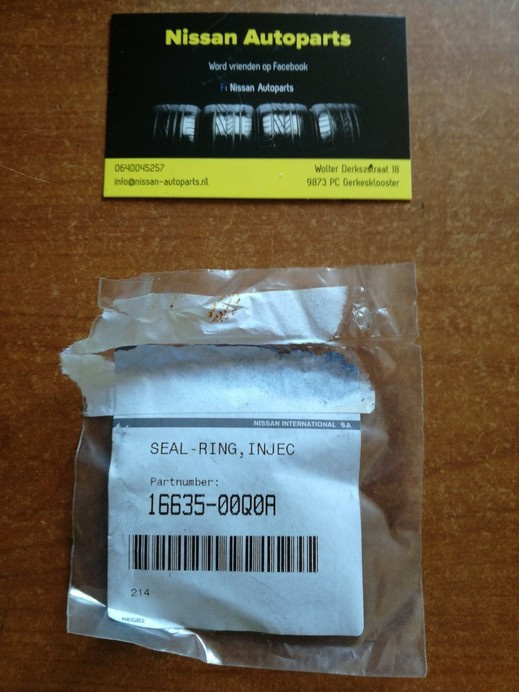 Nissan Autoparts
Word vrienden op Facebook
Nissan Autoparts
0640045257
info@nissan-autoparts.nl
Wolter Derkszstraat 18
9873 PC Gerkesklooster
NISSAN INTERNATIONAL S.A.
SEAL-RING,INJEC
Partnumber:
16635-00Q0A
214